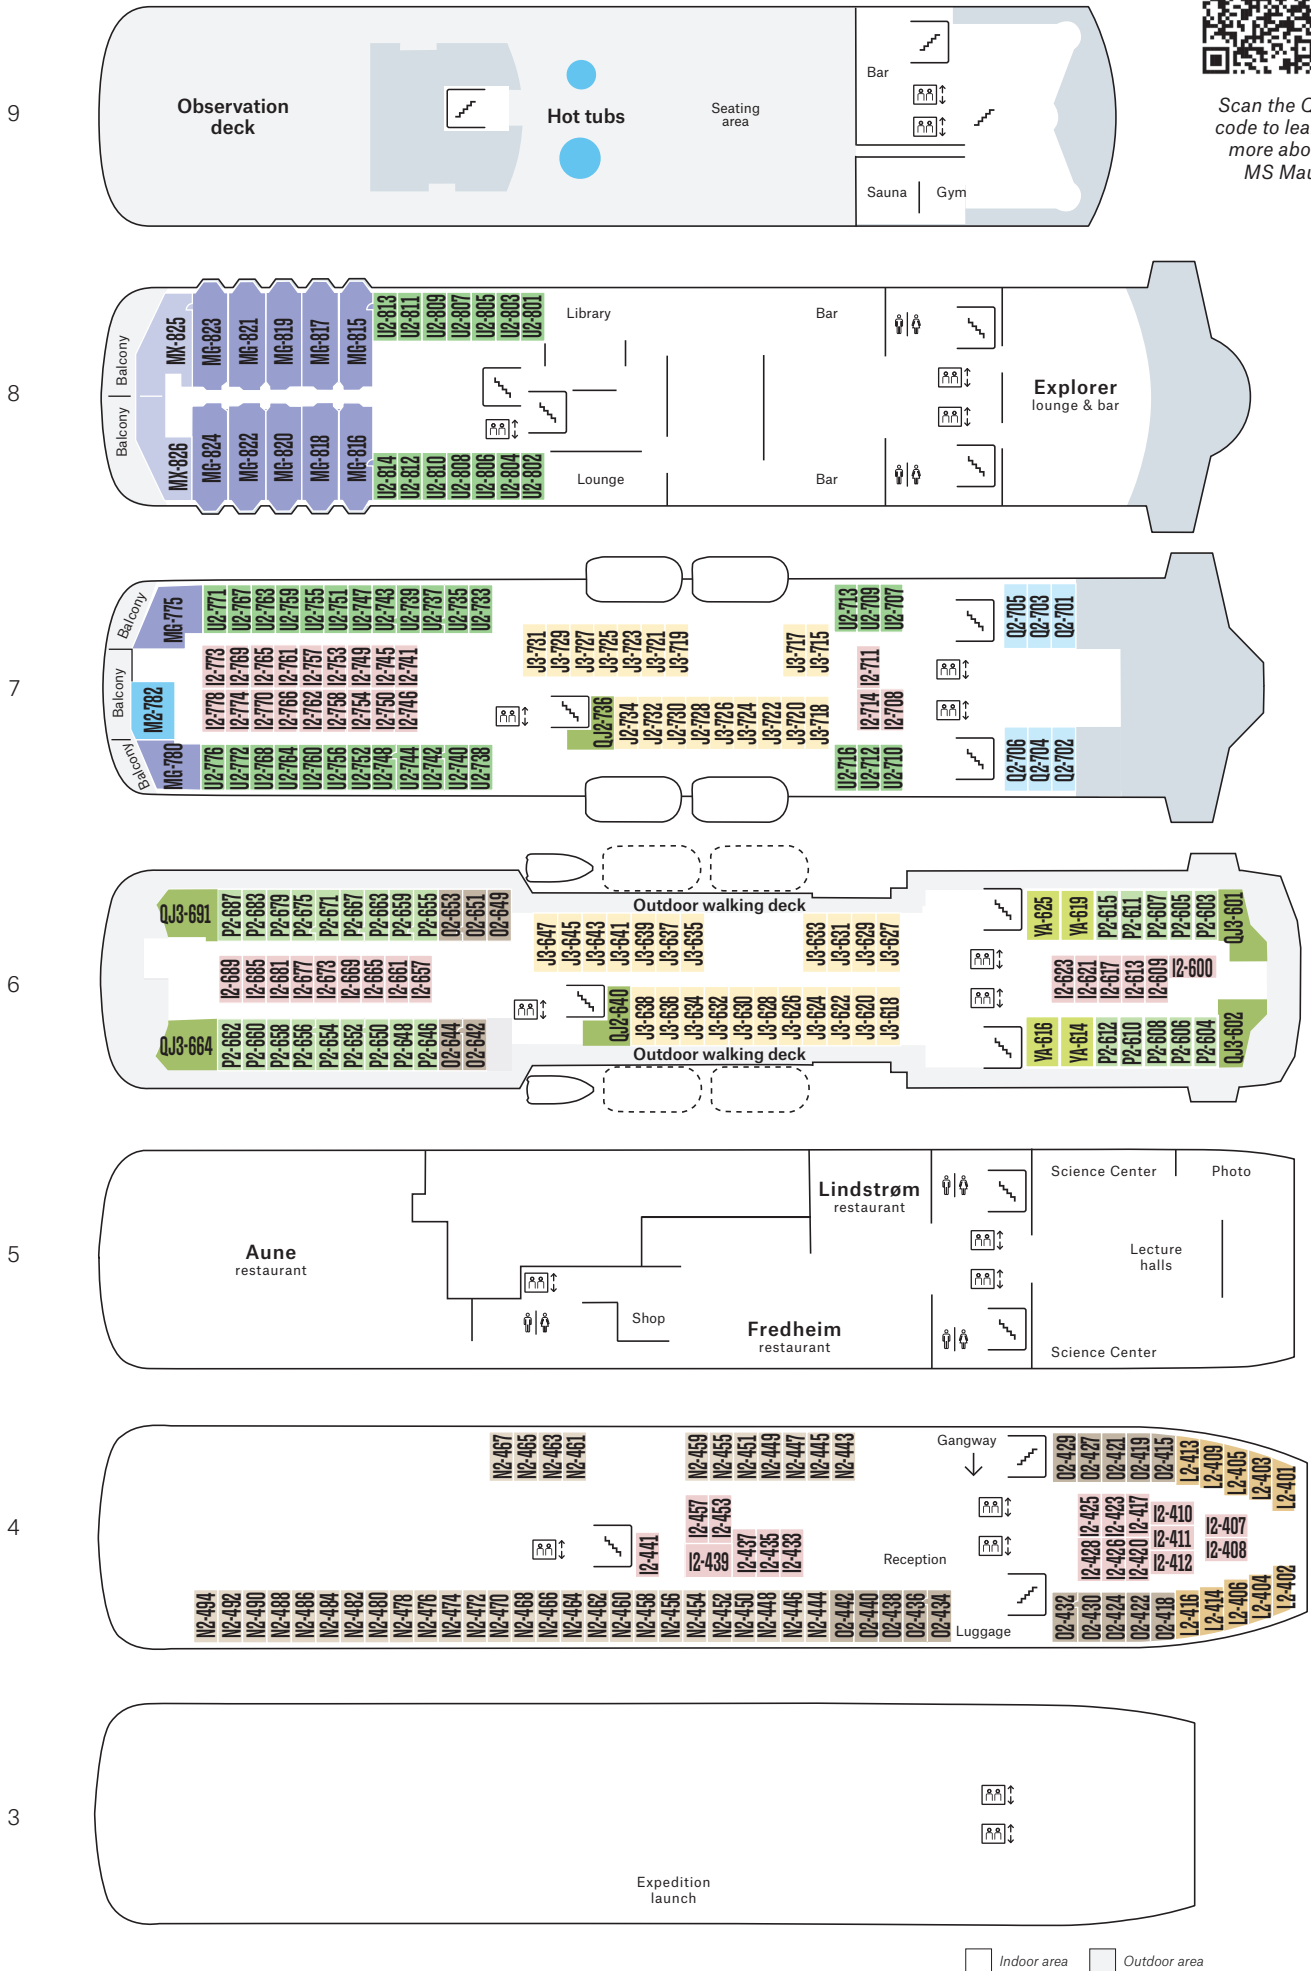 9
Observation
deck
Hot tubs
Seating
area
Bar
Sauna
Gym
Scan the
code to
more
MS
8
Balcony
Balcony
MX-825
MG-823
MG-821
MG-819
MG-817
MG-815
U2-813
U2-811
U2-809
U2-807
U2-805
U2-803
U2-801
Library
Bar
MX-826
MG-824
MG-822
MG-820
MG-818
MG-816
U2-814
U2-812
U2-810
U2-808
U2-806
U2-804
U2-802
Lounge
Bar
Explorer
lounge & bar
7
Balcony
Balcony
Balcony
MG-775
M2-782
MG-780
U2-771
U2-767
U2-763
U2-759
U2-755
U2-751
U2-747
U2-743
U2-739
U2-737
U2-735
U2-733
I2-773
I2-769
I2-765
I2-761
I2-757
I2-753
I2-749
I2-745
I2-741
I2-778
I2-774
I2-770
I2-766
I2-762
I2-758
I2-754
I2-750
I2-746
U2-776
U2-772
U2-768
U2-764
U2-760
U2-756
U2-752
U2-748
U2-744
U2-742
U2-740
U2-738
J3-731
J3-729
J3-727
J3-725
J3-723
J3-721
J3-719
J3-717
J3-715
QJ2-736
J2-734
J2-732
J2-730
J2-728
J3-726
J3-724
J3-722
J3-720
J3-718
U2-713
U2-709
U2-707
I2-711
I2-714
I2-708
U2-716
U2-712
U2-710
Q2-705
Q2-703
Q2-701
Q2-706
Q2-704
Q2-702
6
QJ3-691
P2-687
P2-683
P2-679
P2-675
P2-671
P2-667
P2-663
P2-659
P2-655
O2-653
O2-651
O2-649
I2-689
I2-685
I2-681
I2-677
I2-673
I2-669
I2-665
I2-661
I2-657
QJ3-664
P2-662
P2-660
P2-658
P2-656
P2-654
P2-652
P2-650
P2-648
P2-646
O2-644
O2-642
Outdoor walking deck
J3-647
J3-645
J3-643
J3-641
J3-639
J3-637
J3-635
J3-633
J3-631
J3-629
J3-627
QJ2-640
J3-638
J3-636
J3-634
J3-632
J3-630
J3-628
J3-626
J3-624
J3-622
J3-620
J3-618
Outdoor walking deck
YA-625
YA-619
P2-615
P2-611
P2-607
P2-605
P2-603
QJ3-601
I2-623
I2-621
I2-617
I2-613
I2-609
I2-600
YA-616
YA-614
P2-612
P2-610
P2-608
P2-606
P2-604
QJ3-602
5
Aune
restaurant
Shop
Lindstrøm
restaurant
Fredheim
restaurant
Science Center
Photo
Lecture
halls
Science Center
4
N2-467
N2-465
N2-463
N2-461
N2-459
N2-455
N2-451
N2-449
N2-447
N2-445
N2-443
I2-441
I2-457
I2-453
I2-439
I2-437
I2-435
I2-433
N2-494
N2-492
N2-490
N2-488
N2-486
N2-484
N2-482
N2-480
N2-478
N2-476
N2-474
N2-472
N2-470
N2-468
N2-466
N2-464
N2-462
N2-460
N2-458
N2-456
N2-454
N2-452
N2-450
N2-448
N2-446
N2-444
O2-442
O2-440
O2-438
O2-436
O2-434
Gangway
Reception
Luggage
O2-429
O2-427
O2-421
O2-419
O2-415
L2-413
L2-409
L2-405
L2-403
L2-401
I2-425
I2-423
I2-417
I2-410
I2-411
I2-412
I2-407
I2-408
I2-428
I2-426
I2-420
O2-432
O2-430
O2-424
O2-422
O2-418
L2-416
L2-414
L2-406
L2-404
L2-402
3
Expedition
launch
Indoor area
Outdoor area